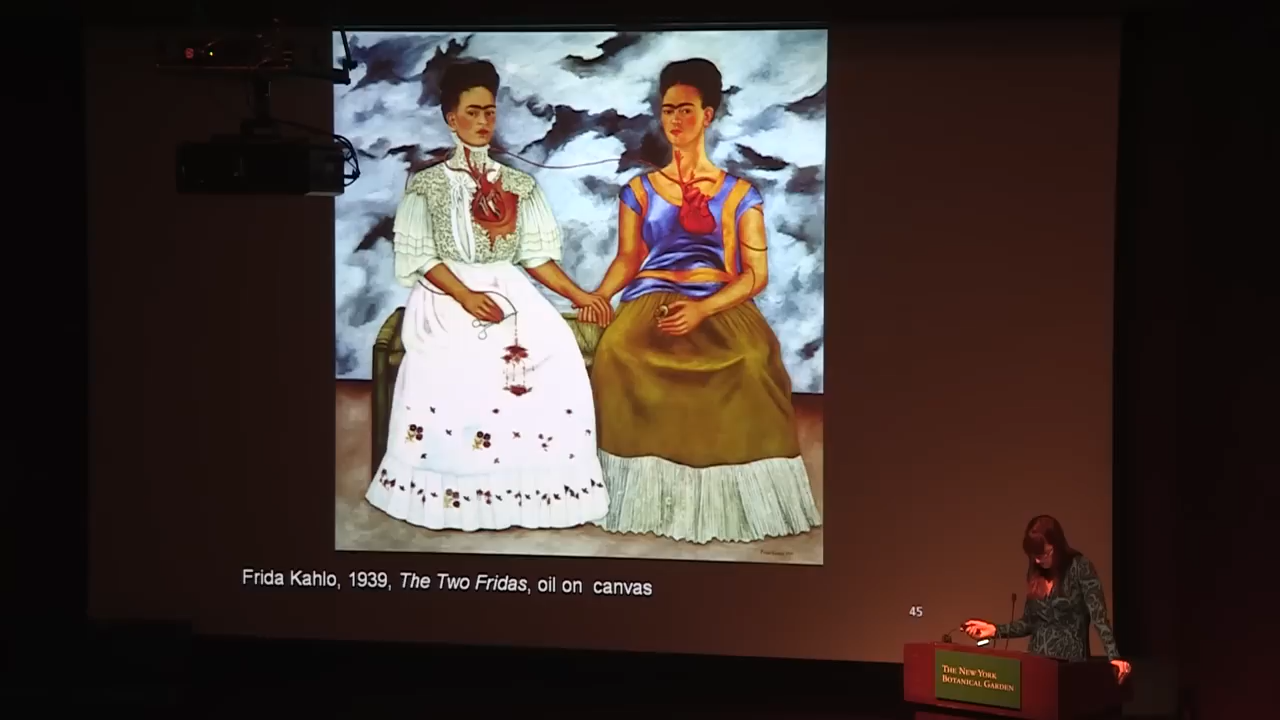 Frida Kahlo, 1939, The Two Fridas, oil on canvas
45
THE NEW YORK
BOTANICAL GARDEN